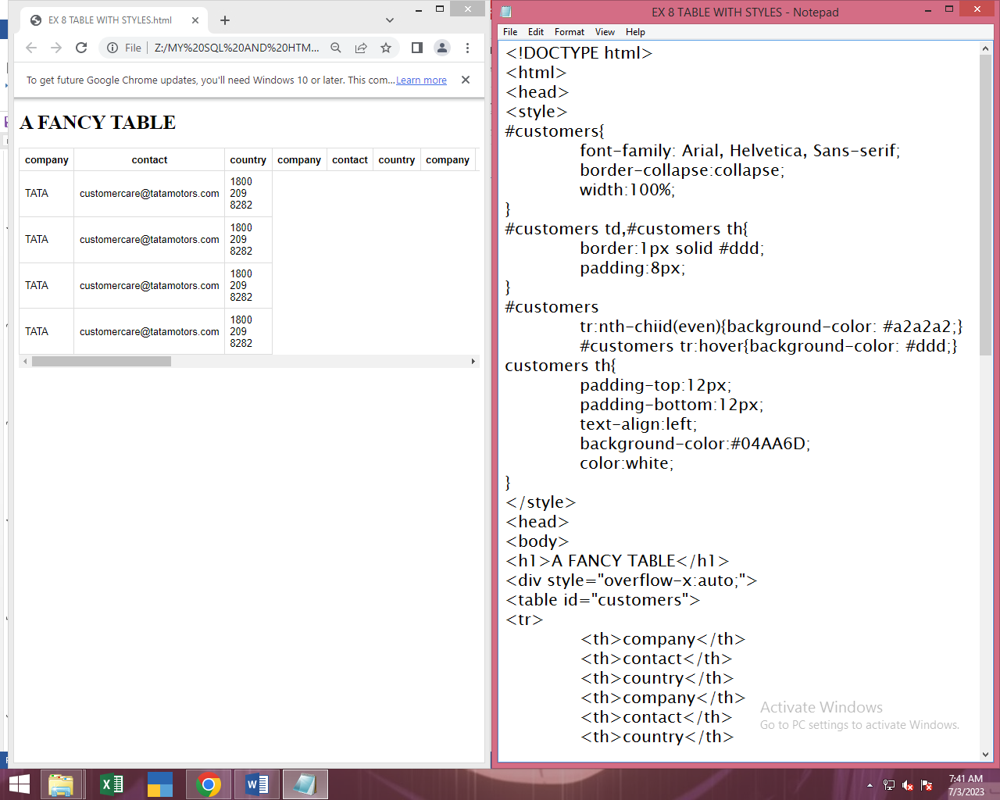 EX 8 TABLE WITH STYLES.html
File
Z:/MY%20SQL%20AND%20HTM...
To get future Google Chrome updates, you'll need Windows 10 or later. This com...Learn more
A FANCY TABLE
company contact country company contact country company
TATA customercare@tatamotors.com 1800
209
8282
TATA customercare@tatamotors.com 1800
209
8282
TATA customercare@tatamotors.com 1800
209
8282
TATA customercare@tatamotors.com 1800
209
8282
EX 8 TABLE WITH STYLES - Notepad
File Edit Format View Help
<!DOCTYPE html>
<html>
<head>
<style>
#customers{
font-family: Arial, Helvetica, Sans-serif;
border-collapse:collapse;
width:100%;
}
#customers td,#customers th{
border:1px solid #ddd;
padding:8px;
}
#customers
tr:nth-chiid(even){background-color: #a2a2a2;}
#customers tr:hover{background-color: #ddd;}
customers th{
padding-top:12px;
padding-bottom:12px;
text-align:left;
background-color:#04AA6D;
color:white;
}
</style>
<head>
<body>
<h1>A FANCY TABLE</h1>
<div style="overflow-x:auto;">
<table id="customers">
<tr>
<th>company</th>
<th>contact</th>
<th>country</th>
<th>company</th>
<th>contact</th>
<th>country</th>
Activate Windows
Go to PC settings to activate Windows.
7:41 AM
7/3/2023